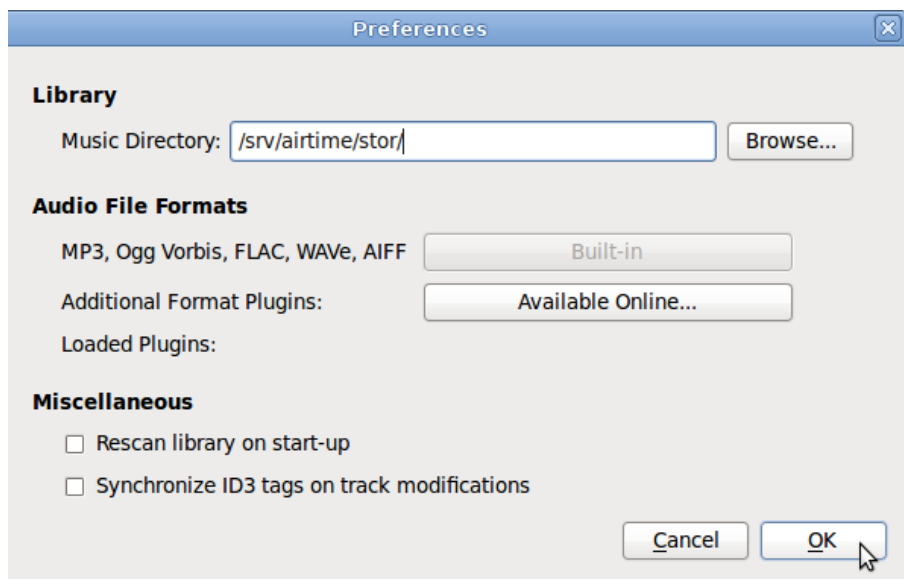 Preferences
Library
Music Directory: /srv/airtime/stor/ Browse...
Audio File Formats
MP3, Ogg Vorbis, FLAC, WAVe, AIFF Built-in
Additional Format Plugins: Available Online...
Loaded Plugins:
Miscellaneous
Rescan library on start-up
Synchronize ID3 tags on track modifications
Cancel OK